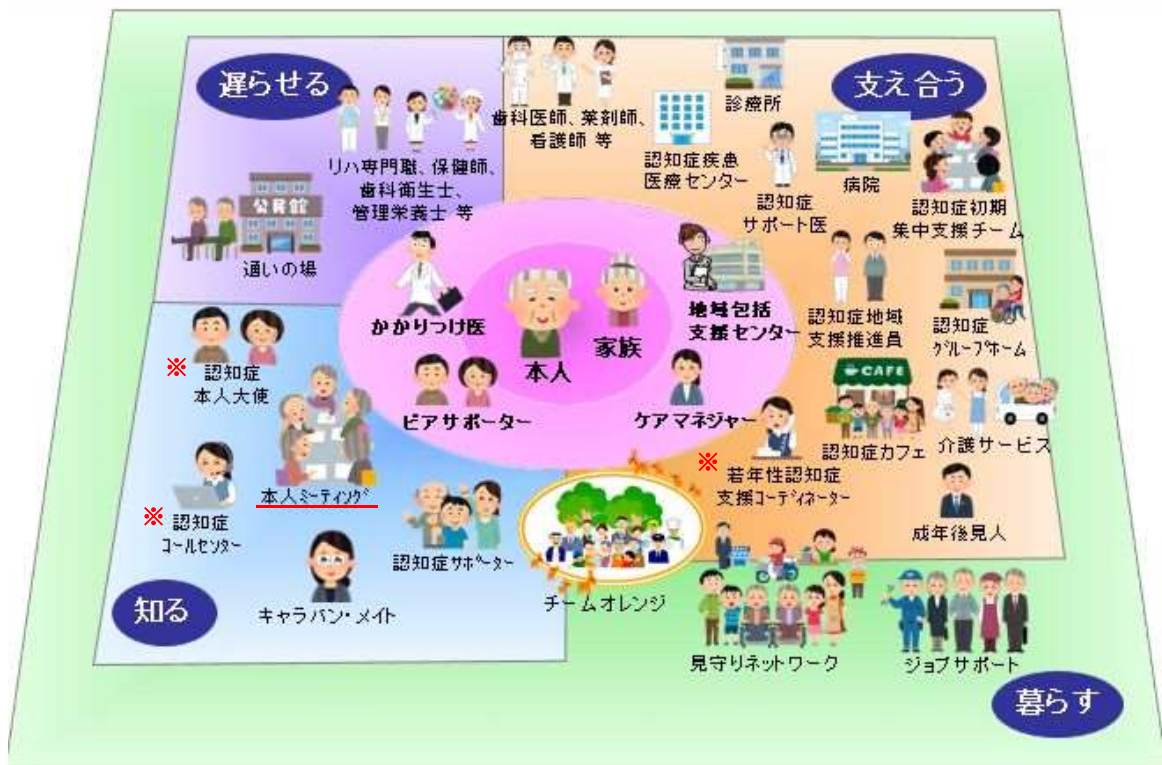 遅らせる
支え合う
歯科医師、薬剤師、
看護師 等
診療所
リハ専門職、保健師、
歯科衛生士、
管理栄養士 等
認知症疾患
医療センター
認知症
サポート医
病院
認知症初期
集中支援チーム
公民館
通いの場
かかりつけ医
本人
家族
地域包括
支援センター
認知症地域
支援推進員
認知症
グループホーム
※ 認知症
本人大使
ピアサポーター
ケアマネジャー
CAFE
認知症カフェ
介護サービス
本人ミーティング
※ 認知症
コールセンター
※ 若年性認知症
支援コーディネーター
成年後見人
認知症サポーター
チームオレンジ
キャラバン・メイト
知る
見守りネットワーク
ジョブサポート
暮らす